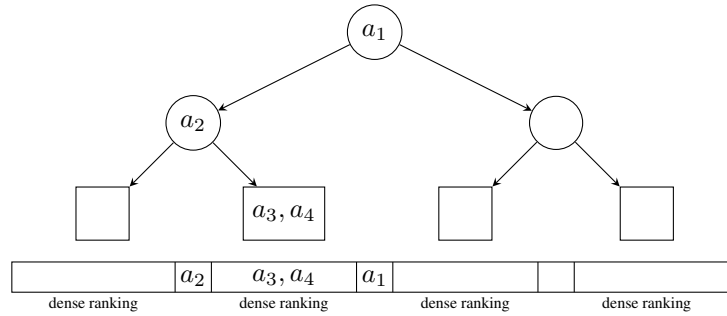 a₁
a₂
a₃, a₄
a₂ a₃, a₄ a₁
dense ranking dense ranking dense ranking dense ranking